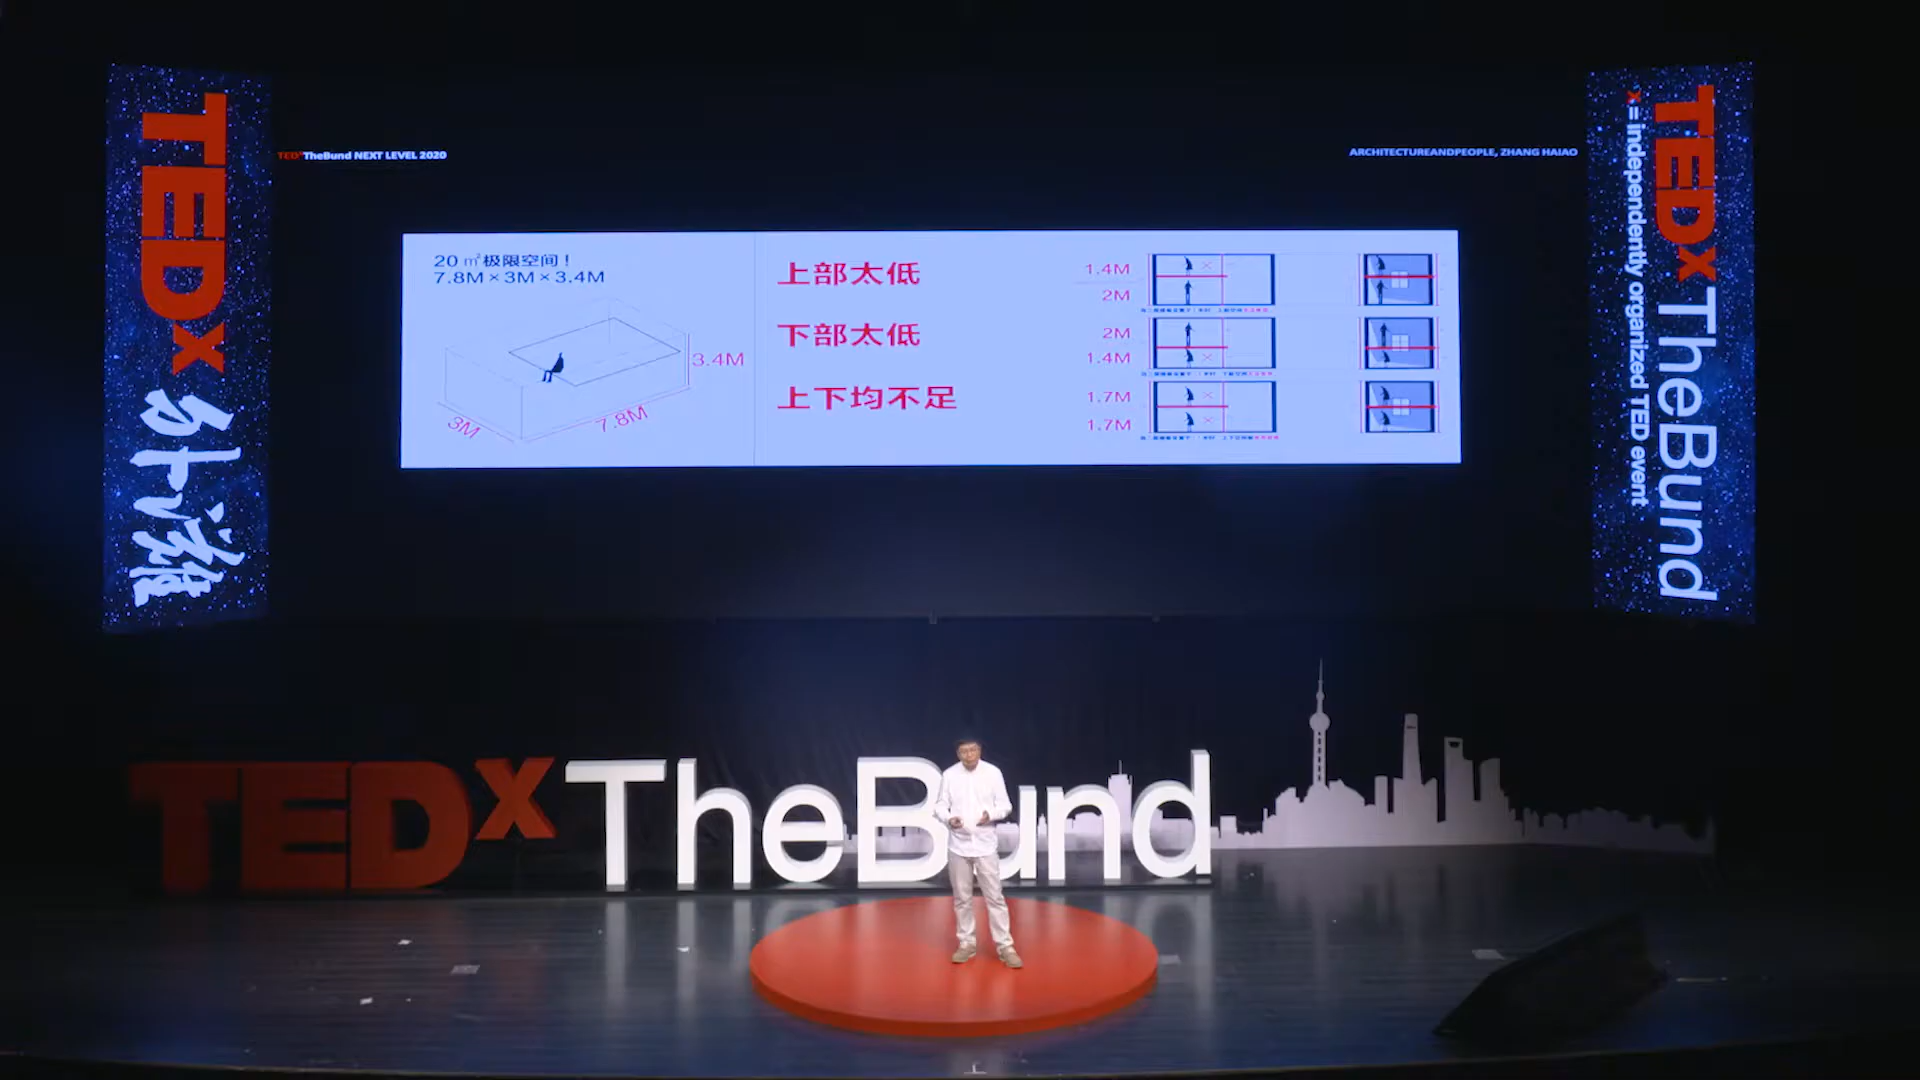 TEDx
外滩
TEDxTheBund NEXT LEVEL 2020
ARCHITECTUREANDPEOPLE, ZHANG HAIAO
TEDxTheBund
x = independently organized TED event
20㎡极限空间！
7.8M×3M×3.4M
3.4M
3M
7.8M
上部太低
1.4M
2M
下部太低
2M
1.4M
上下均不足
1.7M
1.7M
TEDxTheBund